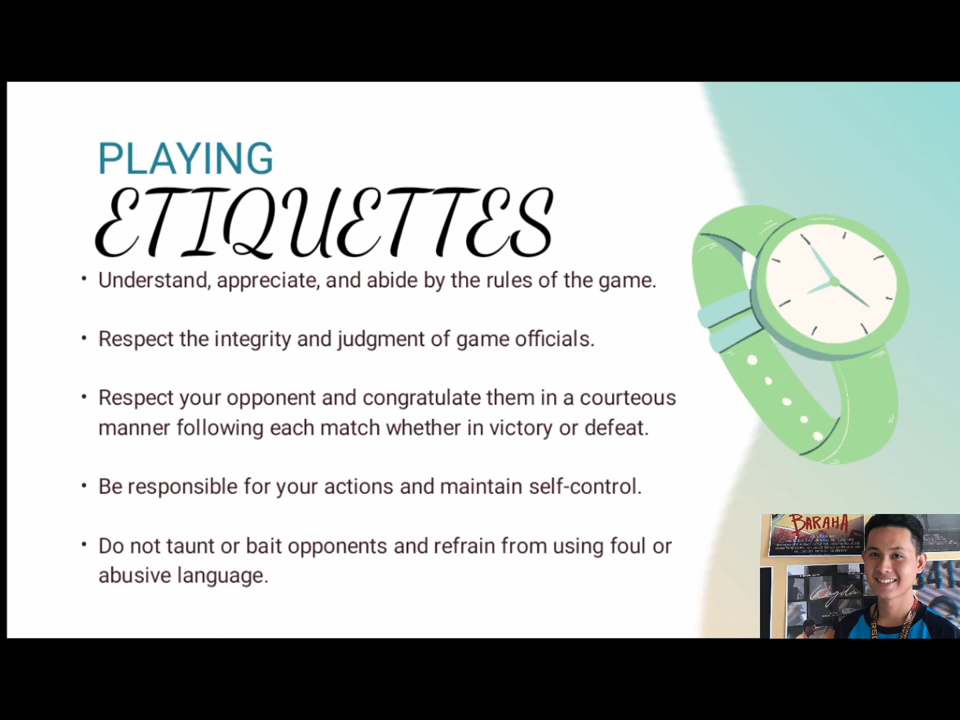 PLAYING
ETIQUETTES
• Understand, appreciate, and abide by the rules of the game.
• Respect the integrity and judgment of game officials.
• Respect your opponent and congratulate them in a courteous
manner following each match whether in victory or defeat.
• Be responsible for your actions and maintain self-control.
• Do not taunt or bait opponents and refrain from using foul or
abusive language.
BARAHA